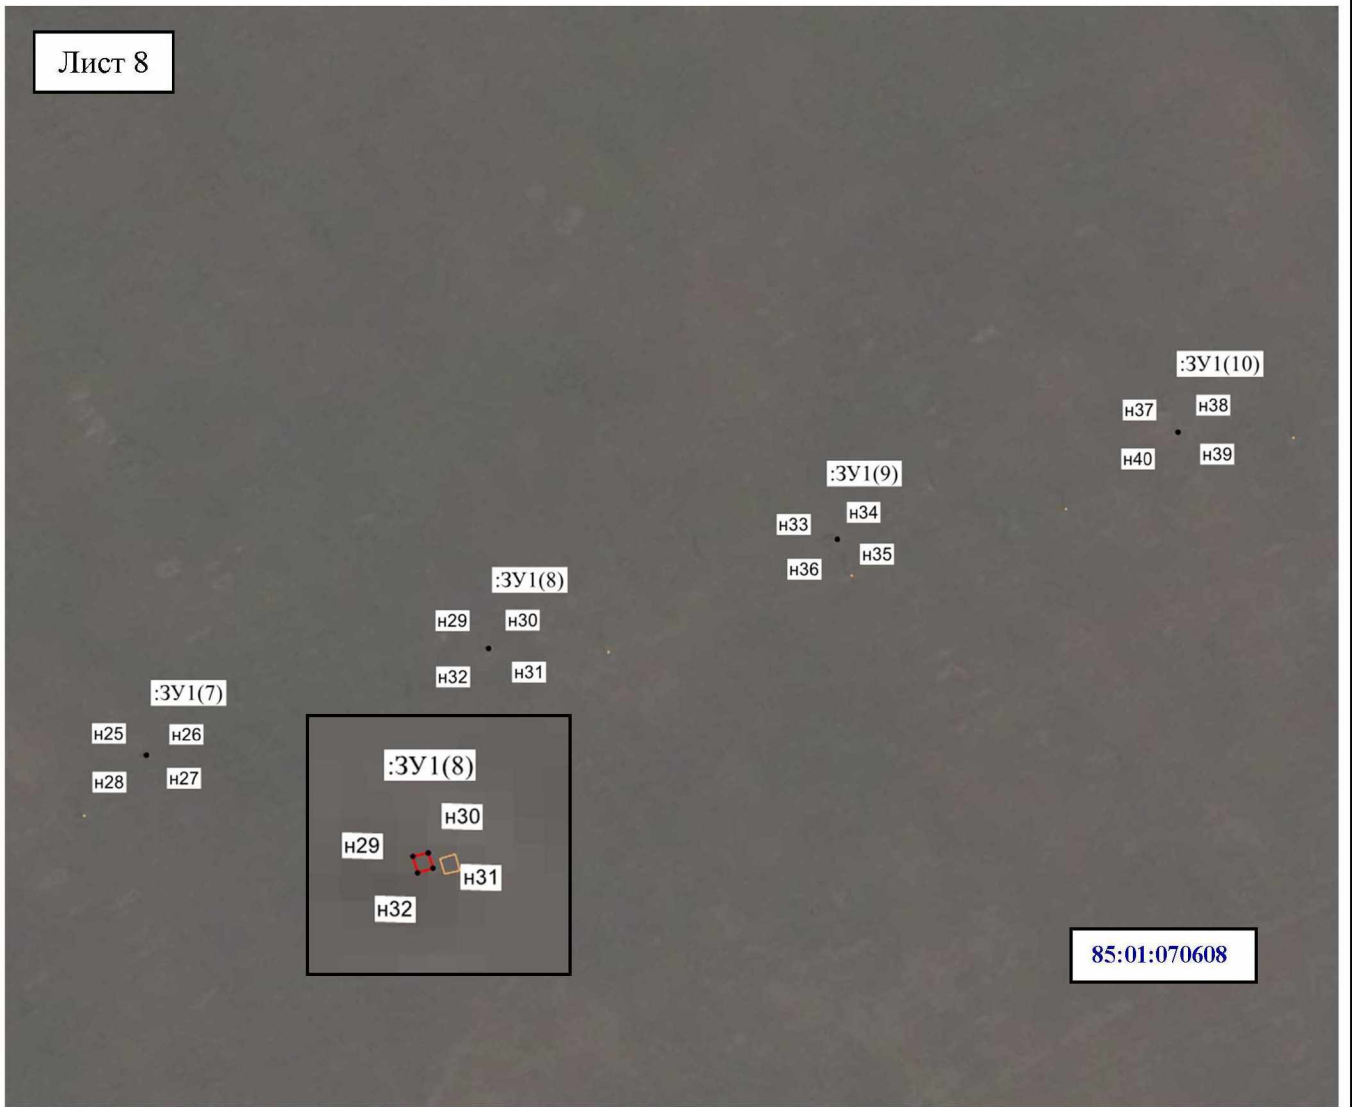 Лист 8
:ЗУ1(10)
н37 н38
н40 н39
:ЗУ1(9)
н33 н34
н36 н35
:ЗУ1(8)
н29 н30
н32 н31
:ЗУ1(7)
н25 н26
н28 н27
:ЗУ1(8)
н30
н29
н31
н32
85:01:070608